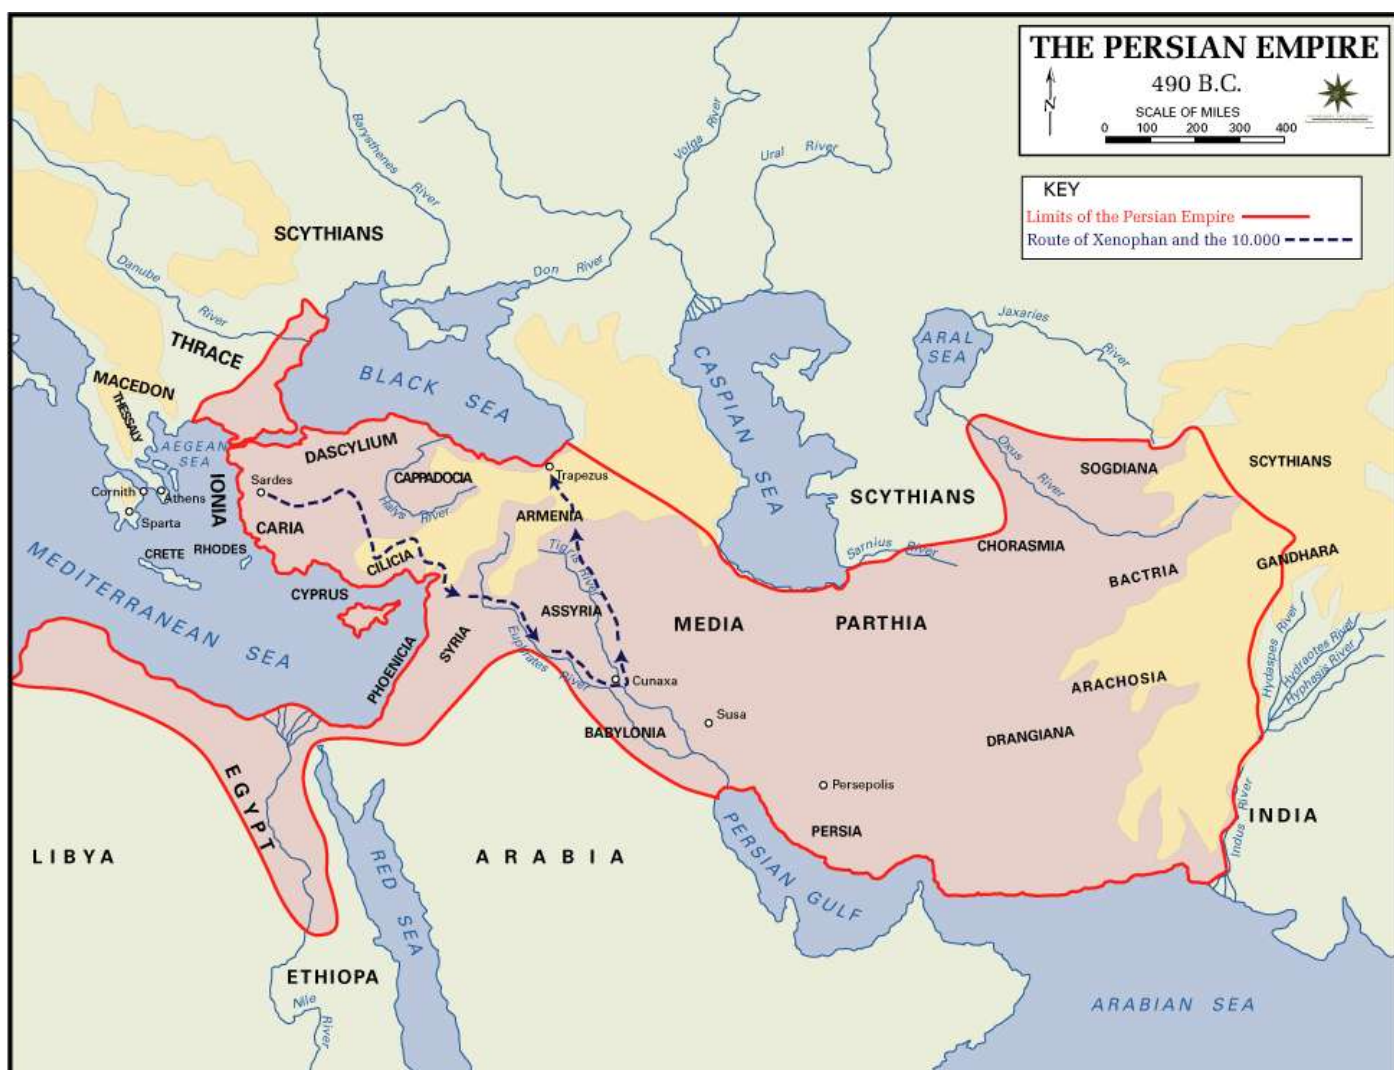 THE PERSIAN EMPIRE
490 B.C.
N
SCALE OF MILES
0 100 200 300 400
KEY
Limits of the Persian Empire
Route of Xenophan and the 10.000
Barysthenes River
Volga River
Ural River
SCYTHIANS
Danube River
Don River
Jaxaries River
ARAL SEA
THRACE
BLACK SEA
CASPIAN SEA
MACEDON
THESSALY
AEGEAN SEA
DASCYLIUM
CAPPADOCIA
Halys River
Trapezus
Oxus River
SOGDIANA
SCYTHIANS
Sardes
IONIA
Cornith
Athens
Sparta
CARIA
ARMENIA
SCYTHIANS
Sarnius River
CHORASMIA
GANDHARA
BACTRIA
CRETE
RHODES
CILICIA
Tigris River
CYPRUS
ASSYRIA
MEDIA
PARTHIA
MEDITERRANEAN SEA
PHOENICIA
SYRIA
Euphrates River
Cunaxa
Hydaspes River
Hydraotes River
Hyphasis River
ARACHOSIA
Susa
BABYLONIA
DRANGIANA
EGYPT
Persepolis
PERSIA
PERSIAN GULF
Indus River
INDIA
LIBYA
ARABIA
RED SEA
ETHIOPA
Nile River
ARABIAN SEA